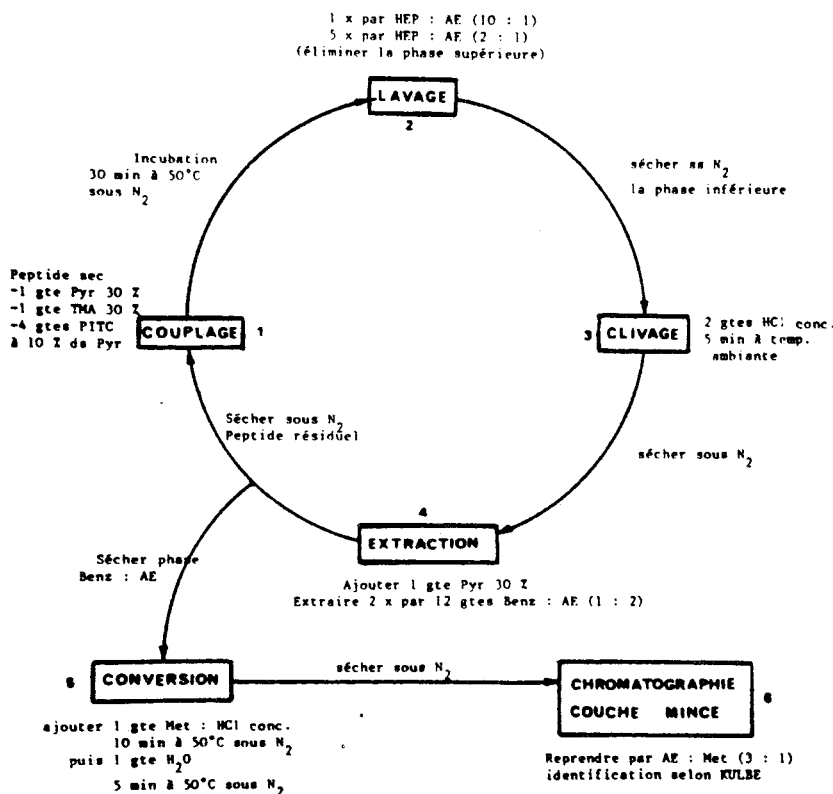 1 x par HEP : AE (10 : 1)
5 x par HEP : AE (2 : 1)
(éliminer la phase supérieure)
LAVAGE
2
Incubation
30 min à 50°C
sous N2
sécher ss N2
la phase inférieure
Peptide sec
-1 gte Pyr 30 %
-1 gte TMA 30 %
-4 gtes PITC
à 10 % ds Pyr
COUPLAGE 1
3 CLIVAGE
2 gtes HCl conc.
5 min à temp.
ambiante
Sécher sous N2
Peptide résiduel
sécher sous N2
4
EXTRACTION
Ajouter 1 gte Pyr 30 %
Extraire 2 x par 12 gtes Benz : AE (1 : 2)
Sécher phase
Benz : AE
5 CONVERSION
sécher sous N2
CHROMATOGRAPHIE
COUCHE MINCE
6
ajouter 1 gte Met : HCl conc.
10 min à 50°C sous N2
puis 1 gte H2O
5 min à 50°C sous N2
Reprendre par AE : Met (3 : 1)
identification selon KULBE